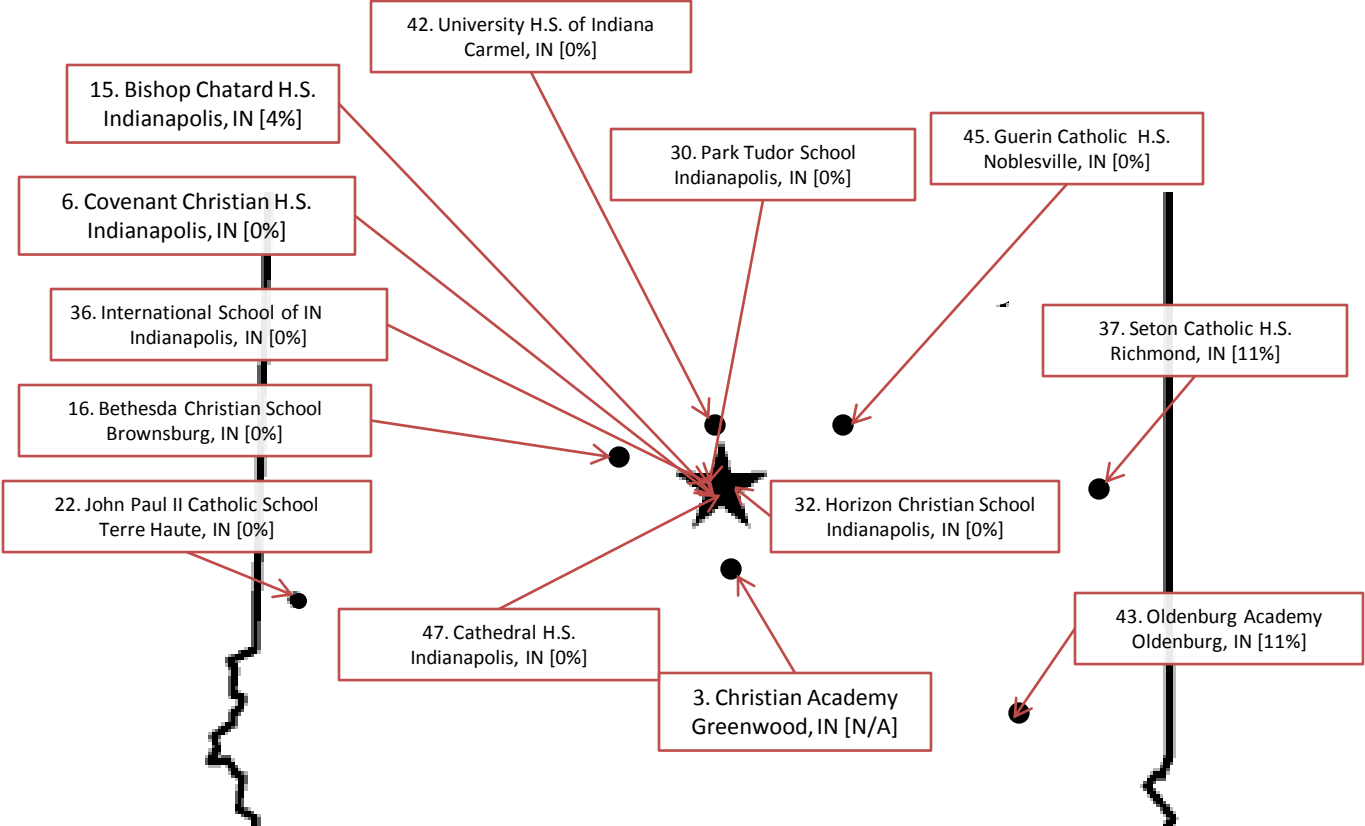 42. University H.S. of Indiana
Carmel, IN [0%]
15. Bishop Chatard H.S.
Indianapolis, IN [4%]
30. Park Tudor School
Indianapolis, IN [0%]
45. Guerin Catholic H.S.
Noblesville, IN [0%]
6. Covenant Christian H.S.
Indianapolis, IN [0%]
36. International School of IN
Indianapolis, IN [0%]
37. Seton Catholic H.S.
Richmond, IN [11%]
16. Bethesda Christian School
Brownsburg, IN [0%]
22. John Paul II Catholic School
Terre Haute, IN [0%]
32. Horizon Christian School
Indianapolis, IN [0%]
47. Cathedral H.S.
Indianapolis, IN [0%]
43. Oldenburg Academy
Oldenburg, IN [11%]
3. Christian Academy
Greenwood, IN [N/A]